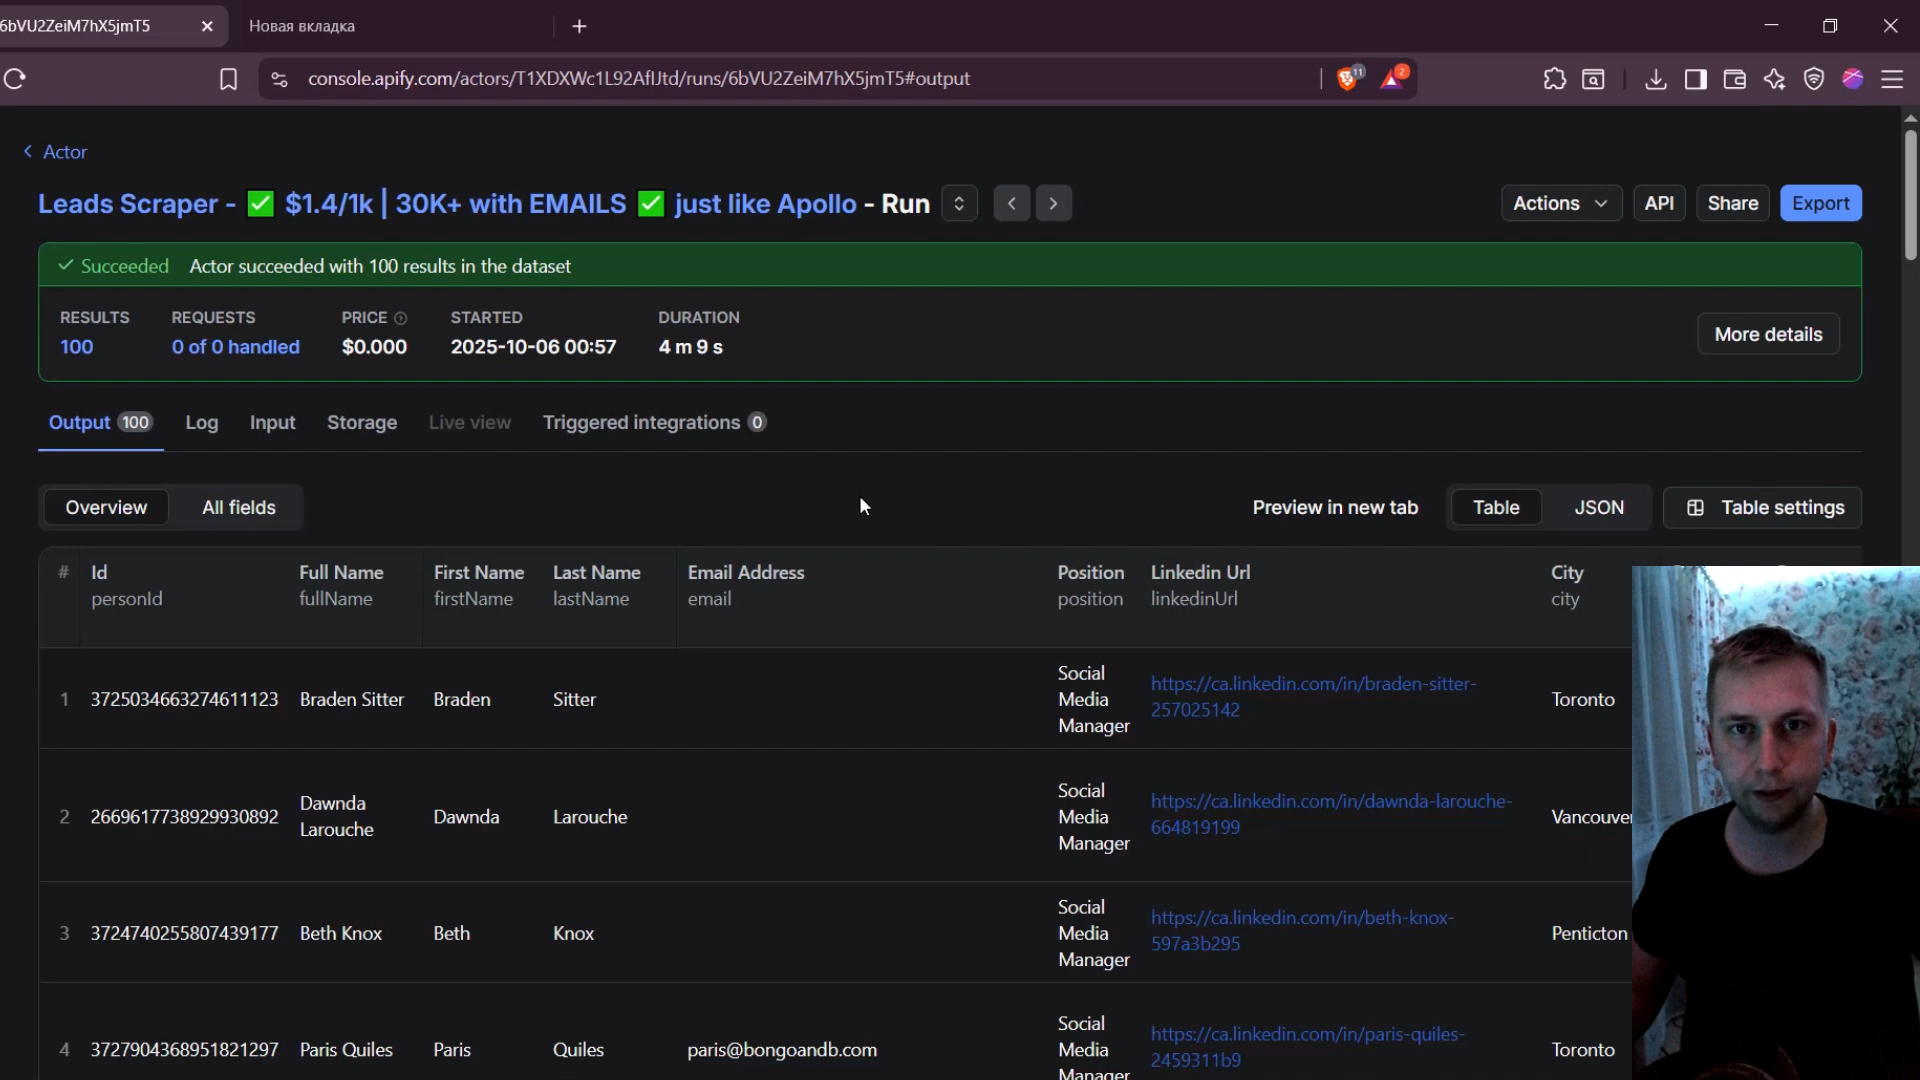 6bVU2ZeiM7hX5jmT5
Новая вкладка
console.apify.com/actors/T1XDXWc1L92AfIJtd/runs/6bVU2ZeiM7hX5jmT5#output
11
2
Actor
Leads Scraper - ✅ $1.4/1k | 30K+ with EMAILS ✅ just like Apollo - Run
Actions
API
Share
Export
Succeeded Actor succeeded with 100 results in the dataset
RESULTS REQUESTS PRICE STARTED DURATION
100 0 of 0 handled $0.000 2025-10-06 00:57 4 m 9 s
More details
Output 100 Log Input Storage Live view Triggered integrations 0
Overview All fields
Preview in new tab Table JSON Table settings
# Id Full Name First Name Last Name Email Address Position Linkedin Url City
personId fullName firstName lastName email position linkedinUrl city
1 3725034663274611123 Braden Sitter Braden Sitter
Social
Media
Manager
https://ca.linkedin.com/in/braden-sitter-
257025142
Toronto
2 2669617738929930892
Dawnda
Larouche
Dawnda Larouche
Social
Media
Manager
https://ca.linkedin.com/in/dawnda-larouche-
664819199
Vancouver
3 3724740255807439177 Beth Knox Beth Knox
Social
Media
Manager
https://ca.linkedin.com/in/beth-knox-
597a3b295
Penticton
4 3727904368951821297 Paris Quiles Paris Quiles paris@bongoandb.com
Social
Media
Manager
https://ca.linkedin.com/in/paris-quiles-
2459311b9
Toronto